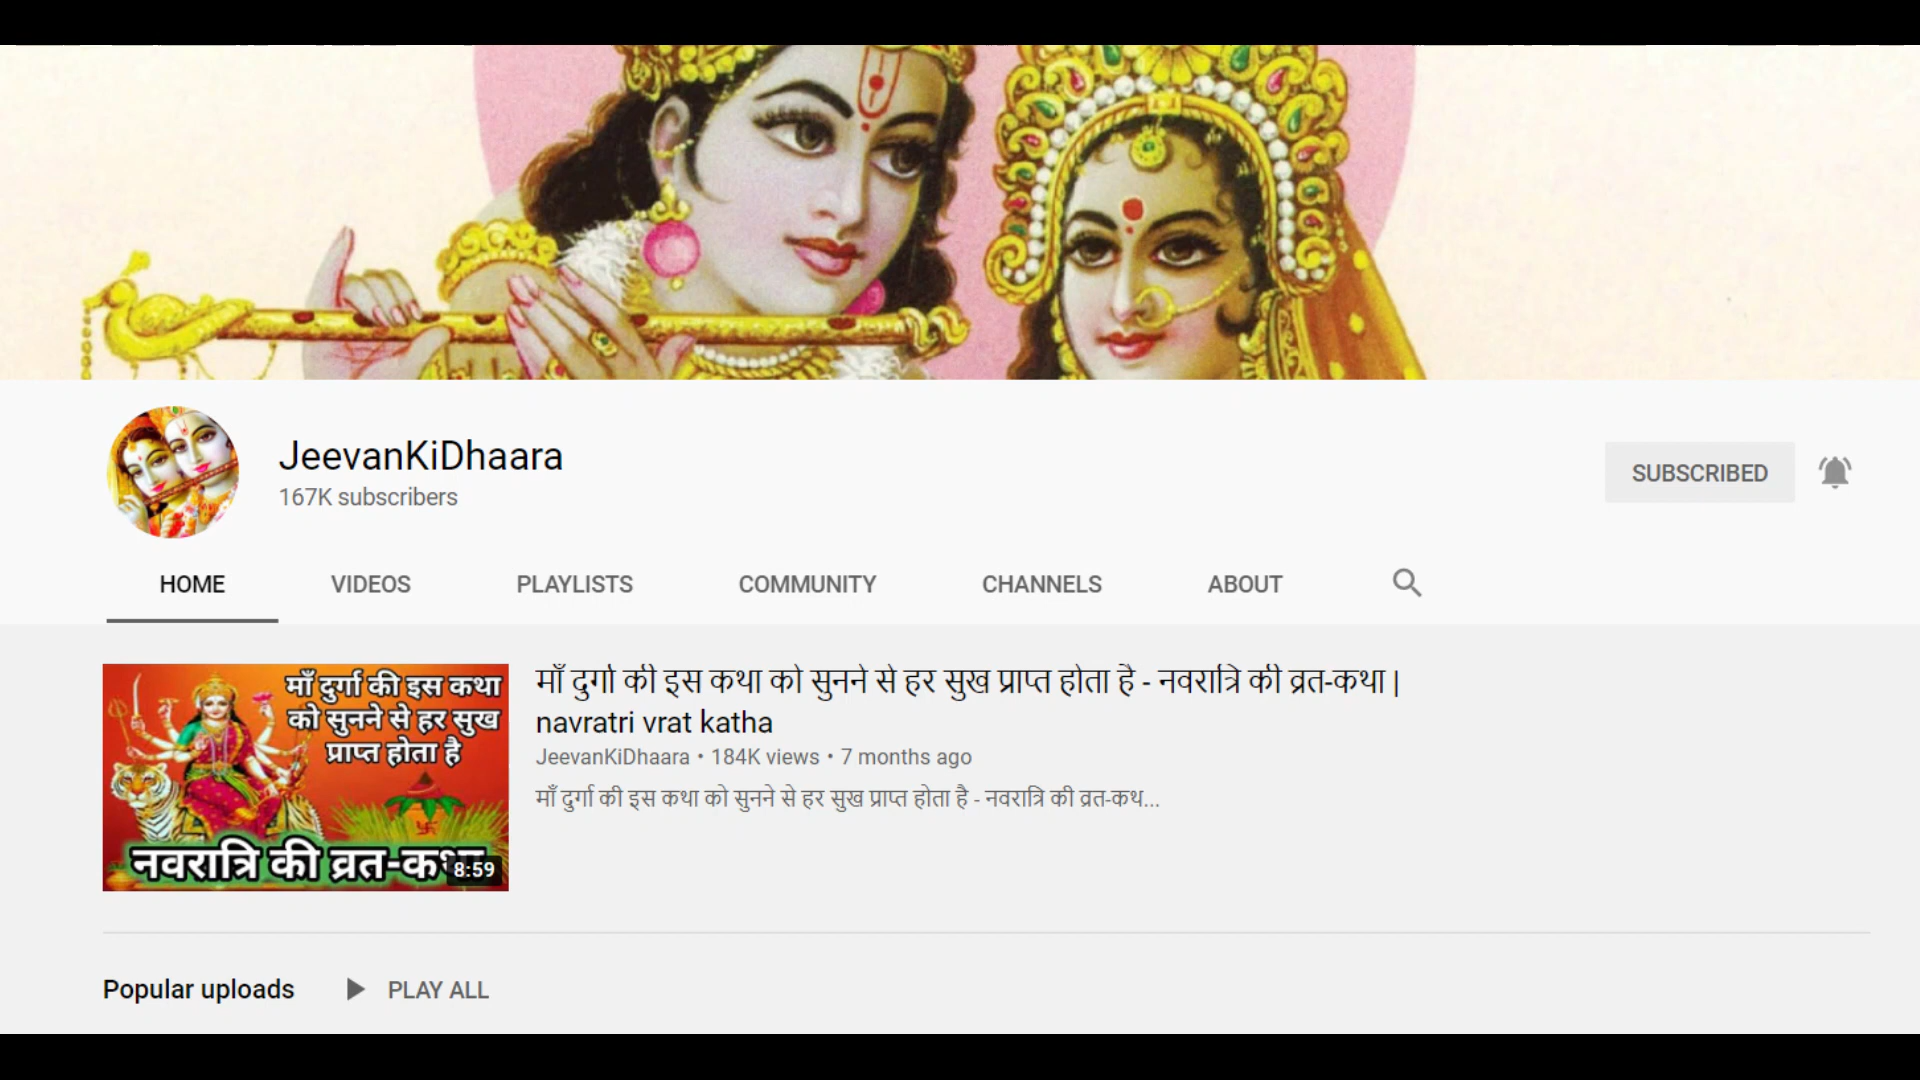 JeevanKiDhaara
167K subscribers
SUBSCRIBED
HOME VIDEOS PLAYLISTS COMMUNITY CHANNELS ABOUT
माँ दुर्गा की इस कथा
को सुनने से हर सुख
प्राप्त होता है
नवरात्रि की व्रत-कथा
8:59
माँ दुर्गा की इस कथा को सुनने से हर सुख प्राप्त होता है - नवरात्रि की व्रत-कथा |
navratri vrat katha
JeevanKiDhaara • 184K views • 7 months ago
माँ दुर्गा की इस कथा को सुनने से हर सुख प्राप्त होता है - नवरात्रि की व्रत-कथ...
Popular uploads PLAY ALL